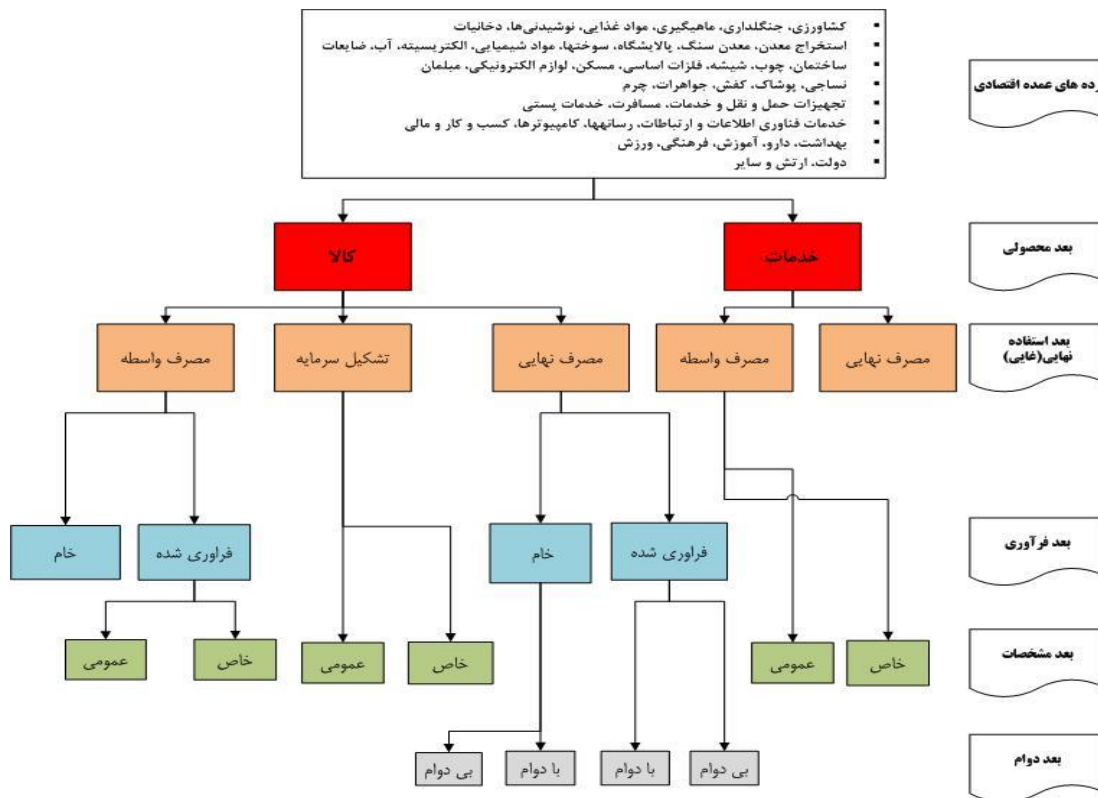 کشاورزی، جنگلداری، ماهیگیری، مواد غذایی، نوشیدنی‌ها، دخانیات
استخراج معدن، معدن سنگ، پالایشگاه، سوختها، مواد شیمیایی، الکتریسیته، آب، ضایعات
ساختمان، چوب، شیشه، فلزات اساسی، مسکن، لوازم الکترونیکی، مبلمان
نساجی، پوشاک، کفش، جواهرات، چرم
تجهیزات حمل و نقل و خدمات، مسافرت، خدمات پستی
خدمات فناوری اطلاعات و ارتباطات، رسانهها، کامپیوترها، کسب و کار و مالی
بهداشت، دارو، آموزش، فرهنگی، ورزش
دولت، ارتش و سایر
رده های عمده اقتصادی
کالا
خدمات
بعد محصولی
مصرف واسطه
تشکیل سرمایه
مصرف نهایی
مصرف واسطه
مصرف نهایی
بعد استفاده
نهایی(غایی)
خام
فراوری شده
خام
فراوری شده
بعد فرآوری
عمومی
خاص
عمومی
خاص
عمومی
خاص
بعد مشخصات
بی دوام
با دوام
با دوام
بی دوام
بعد دوام